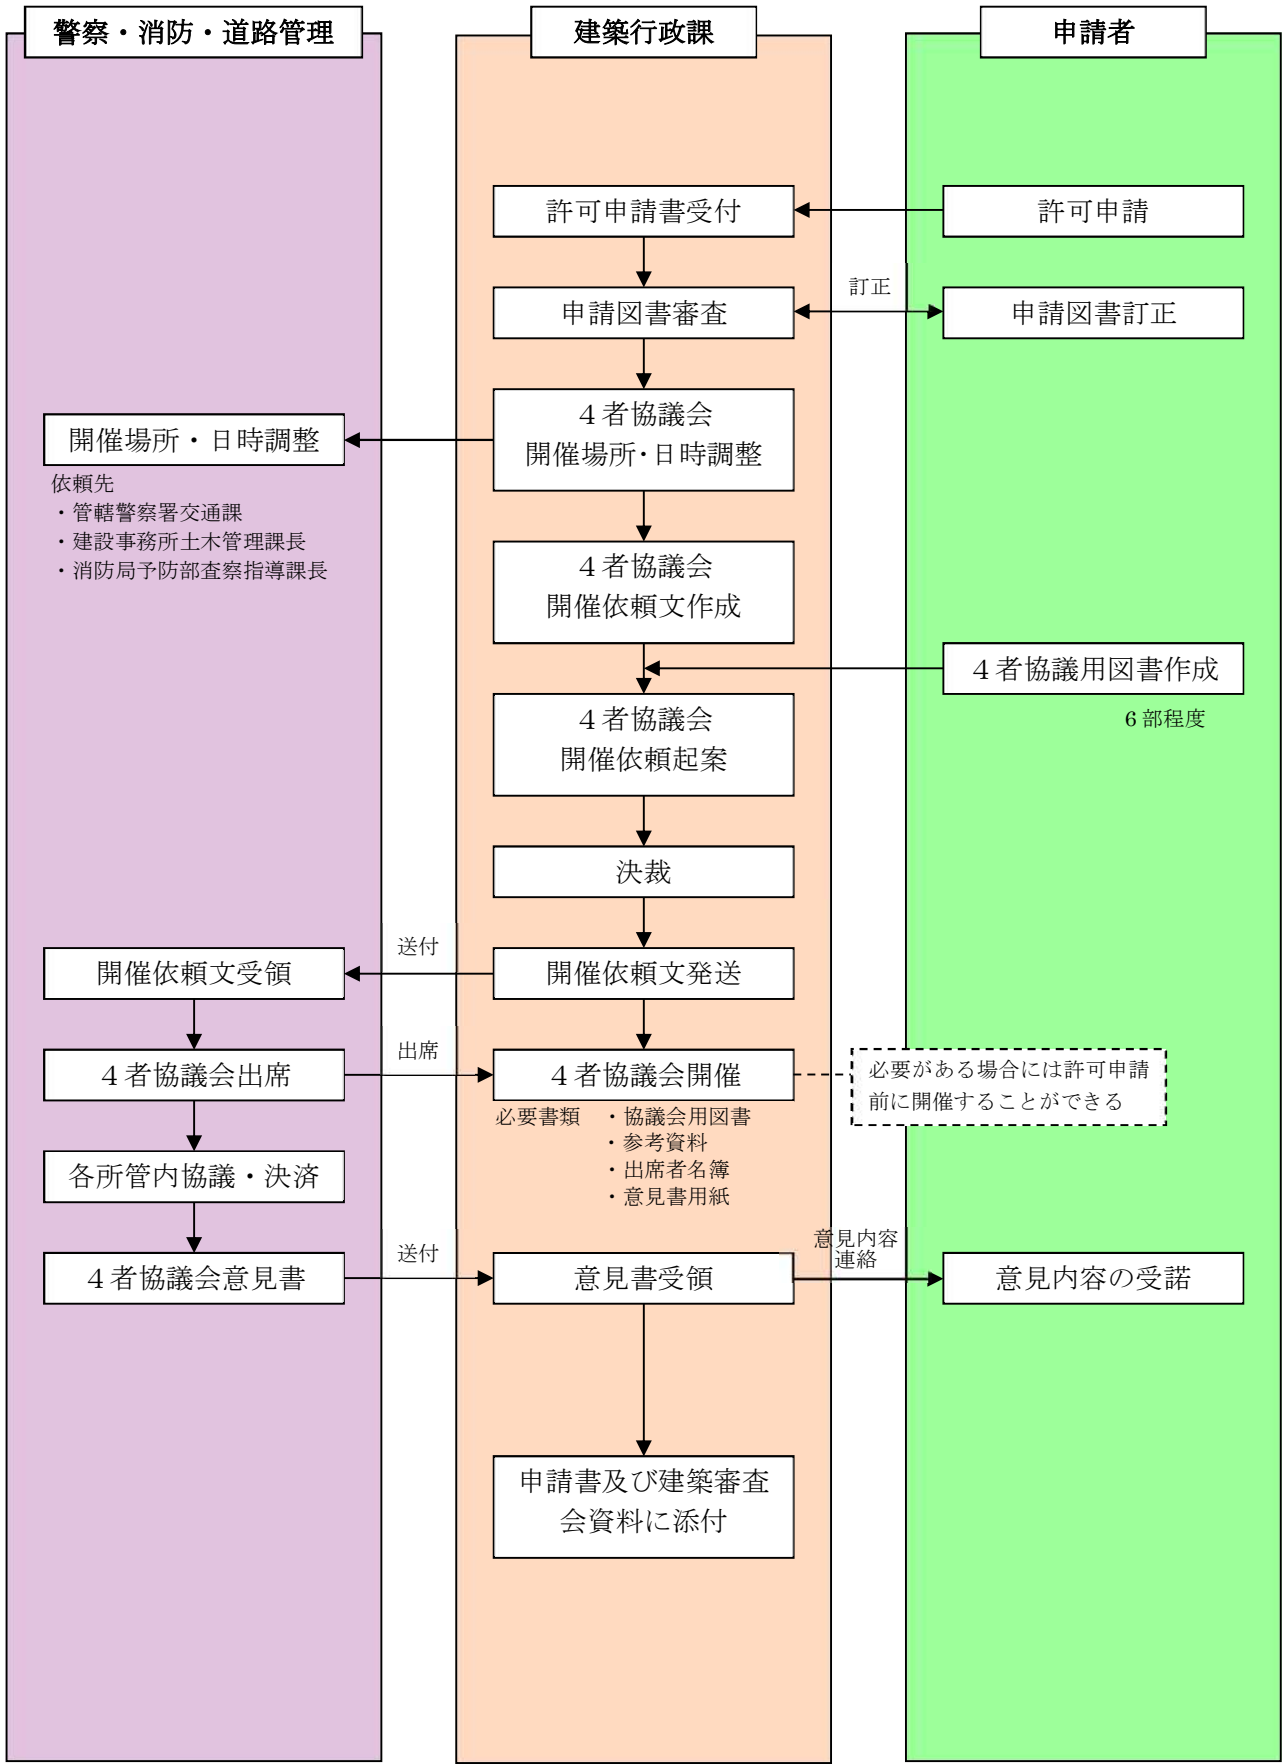 警察・消防・道路管理
建築行政課
申請者
許可申請書受付
許可申請
訂正
申請図書審査
申請図書訂正
４者協議会
開催場所・日時調整
開催場所・日時調整
依頼先
・管轄警察署交通課
・建設事務所土木管理課長
・消防局予防部査察指導課長
４者協議会
開催依頼文作成
４者協議用図書作成
６部程度
４者協議会
開催依頼起案
決裁
送付
開催依頼文受領
開催依頼文発送
出席
４者協議会出席
４者協議会開催
必要がある場合には許可申請
前に開催することができる
必要書類 ・協議会用図書
・参考資料
・出席者名簿
・意見書用紙
各所管内協議・決済
送付
意見内容
連絡
４者協議会意見書
意見書受領
意見内容の受諾
申請書及び建築審査
会資料に添付